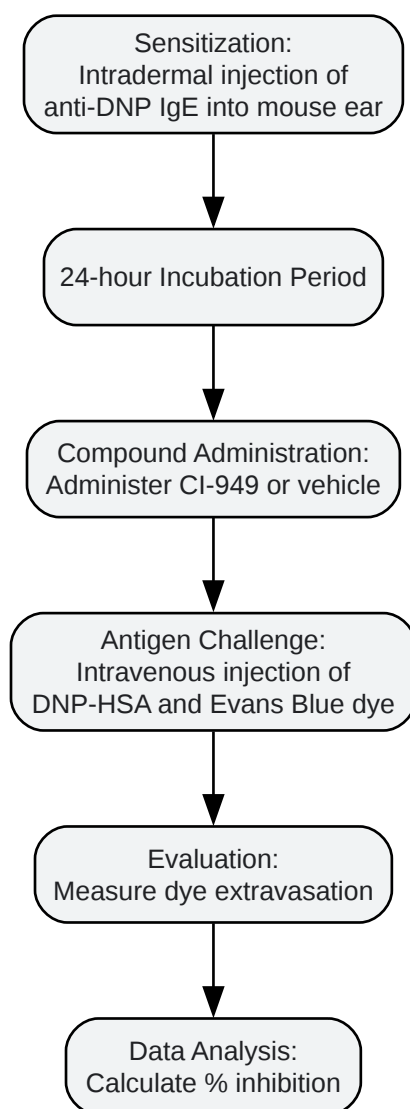 Sensitization:
Intradermal injection of
anti-DNP IgE into mouse ear
24-hour Incubation Period
Compound Administration:
Administer CI-949 or vehicle
Antigen Challenge:
Intravenous injection of
DNP-HSA and Evans Blue dye
Evaluation:
Measure dye extravasation
Data Analysis:
Calculate % inhibition